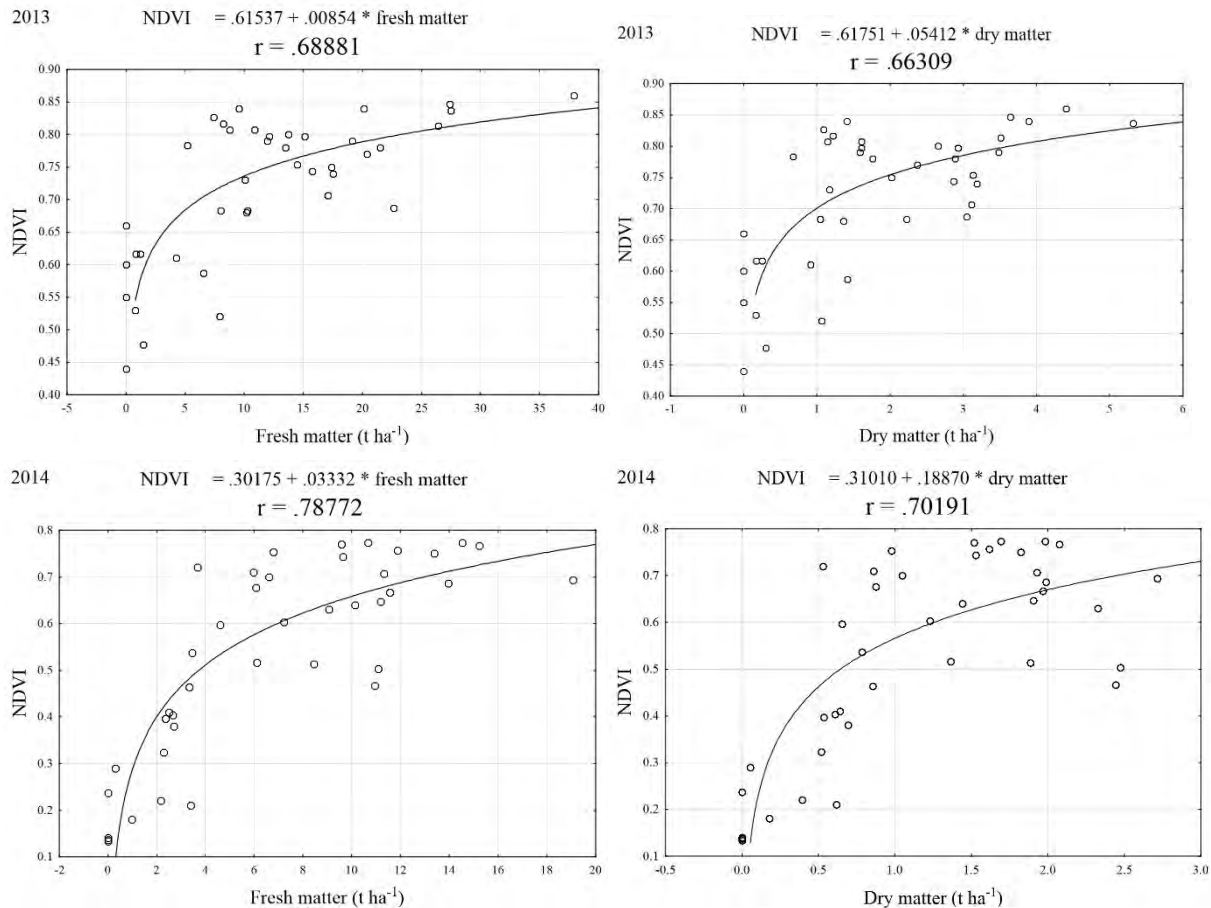 2013
NDVI = .61537 + .00854 * fresh matter
r = .68881
0.90
0.85
0.80
0.75
0.70
0.65
0.60
0.55
0.50
0.45
0.40
NDVI
-5 0 5 10 15 20 25 30 35 40
Fresh matter (t ha⁻¹)
2013
NDVI = .61751 + .05412 * dry matter
r = .66309
0.90
0.85
0.80
0.75
0.70
0.65
0.60
0.55
0.50
0.45
0.40
NDVI
-1 0 1 2 3 4 5 6
Dry matter (t ha⁻¹)
2014
NDVI = .30175 + .03332 * fresh matter
r = .78772
0.8
0.7
0.6
0.5
0.4
0.3
0.2
0.1
NDVI
-2 0 2 4 6 8 10 12 14 16 18 20
Fresh matter (t ha⁻¹)
2014
NDVI = .31010 + .18870 * dry matter
r = .70191
0.8
0.7
0.6
0.5
0.4
0.3
0.2
0.1
NDVI
-0.5 0.0 0.5 1.0 1.5 2.0 2.5 3.0
Dry matter (t ha⁻¹)